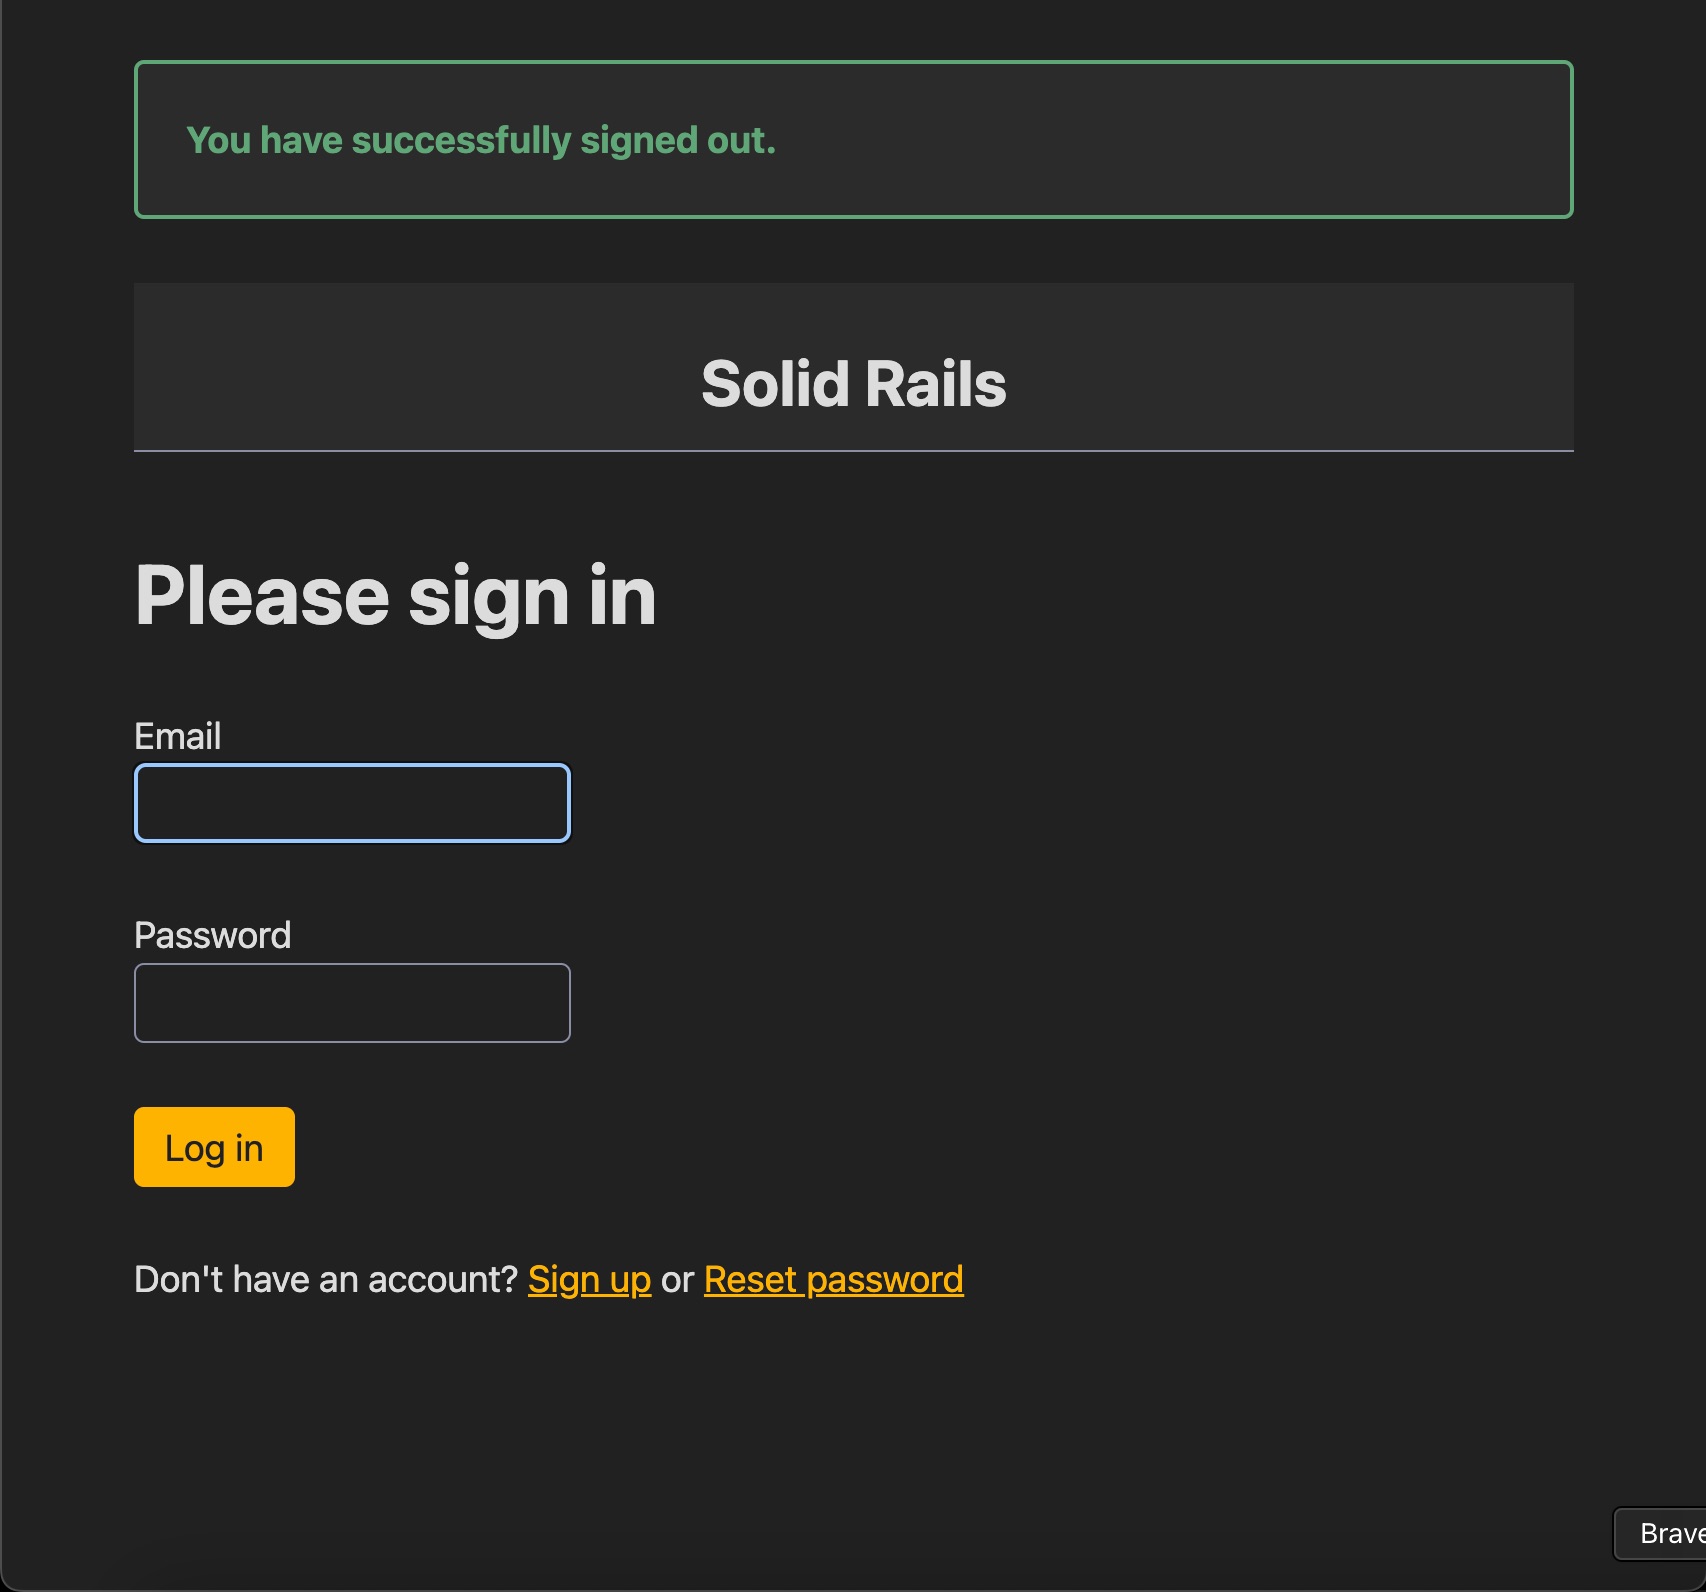 You have successfully signed out.
Solid Rails
Please sign in
Email
Password
Log in
Don't have an account? Sign up or Reset password
Brave